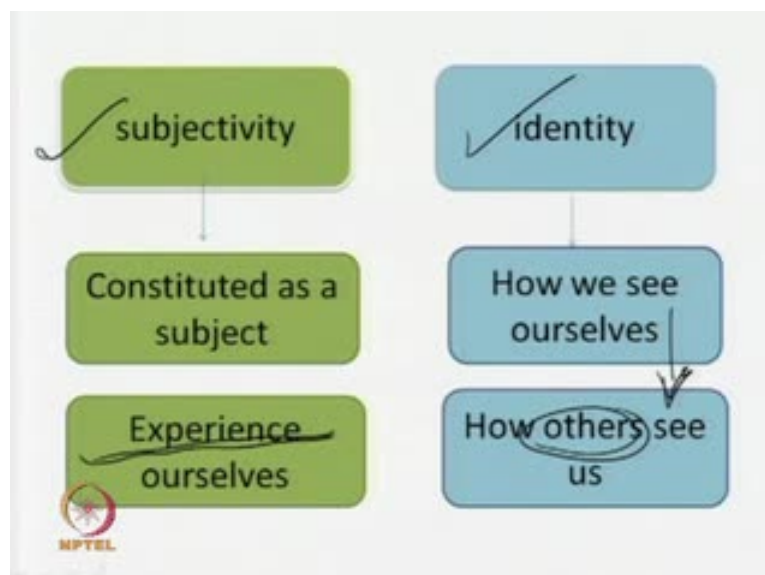 subjectivity
Constituted as a
subject
Experience
ourselves
identity
How we see
ourselves
How others see
us
NPTEL